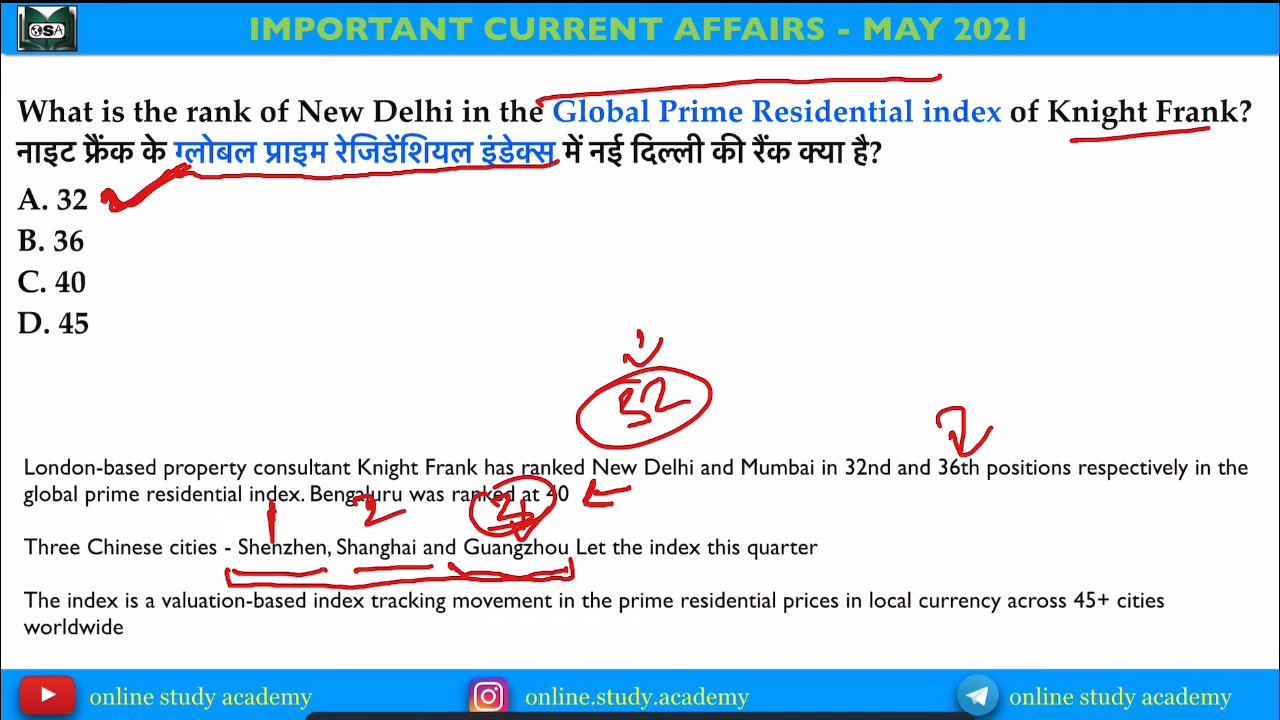 OSA
IMPORTANT CURRENT AFFAIRS - MAY 2021
What is the rank of New Delhi in the Global Prime Residential index of Knight Frank?
नाइट फ्रैंक के ग्लोबल प्राइम रेजिडेंशियल इंडेक्स में नई दिल्ली की रैंक क्या है?
A. 32
B. 36
C. 40
D. 45
32
London-based property consultant Knight Frank has ranked New Delhi and Mumbai in 32nd and 36th positions respectively in the
global prime residential index. Bengaluru was ranked at 40
1 2
Three Chinese cities - Shenzhen, Shanghai and Guangzhou Let the index this quarter
The index is a valuation-based index tracking movement in the prime residential prices in local currency across 45+ cities
worldwide
online study academy online.study.academy online study academy